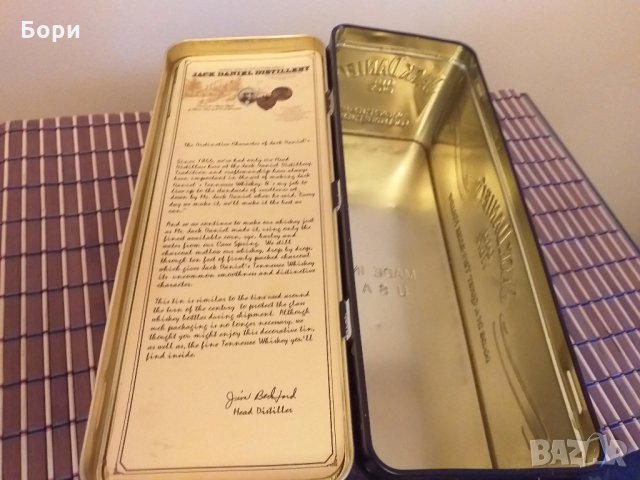 Бори
JACK DANIEL DISTILLERY
The Distinctive Character of Jack Daniel's
Since 1866, we've had only six Head
Distillers here at the Jack Daniel Distillery.
Tradition and craftsmanship have always
been important in the art of making Jack
Daniel's Tennessee Whiskey. It's my job to
live up to the standards of excellence set
down by Mr. Jack Daniel when he said, "Every
day we make it, we'll make it the best we
can."
And so we continue to make our whiskey just
as Mr. Jack Daniel made it, using only the
finest available corn, rye, barley and
water from our Cave Spring. We still
charcoal mellow our whiskey, drop by drop,
through ten feet of firmly packed charcoal
which gives Jack Daniel's Tennessee Whiskey
its uncommon smoothness and distinctive
character.
This tin is similar to the tins used around
the turn of the century to protect the glass
whiskey bottles during shipment. Although
such packaging is no longer necessary, we
thought you might enjoy this decorative tin,
as well as, the fine Tennessee Whiskey you'll
find inside.
Jim Bedford
Head Distiller
MADE IN
USA
BAZAR